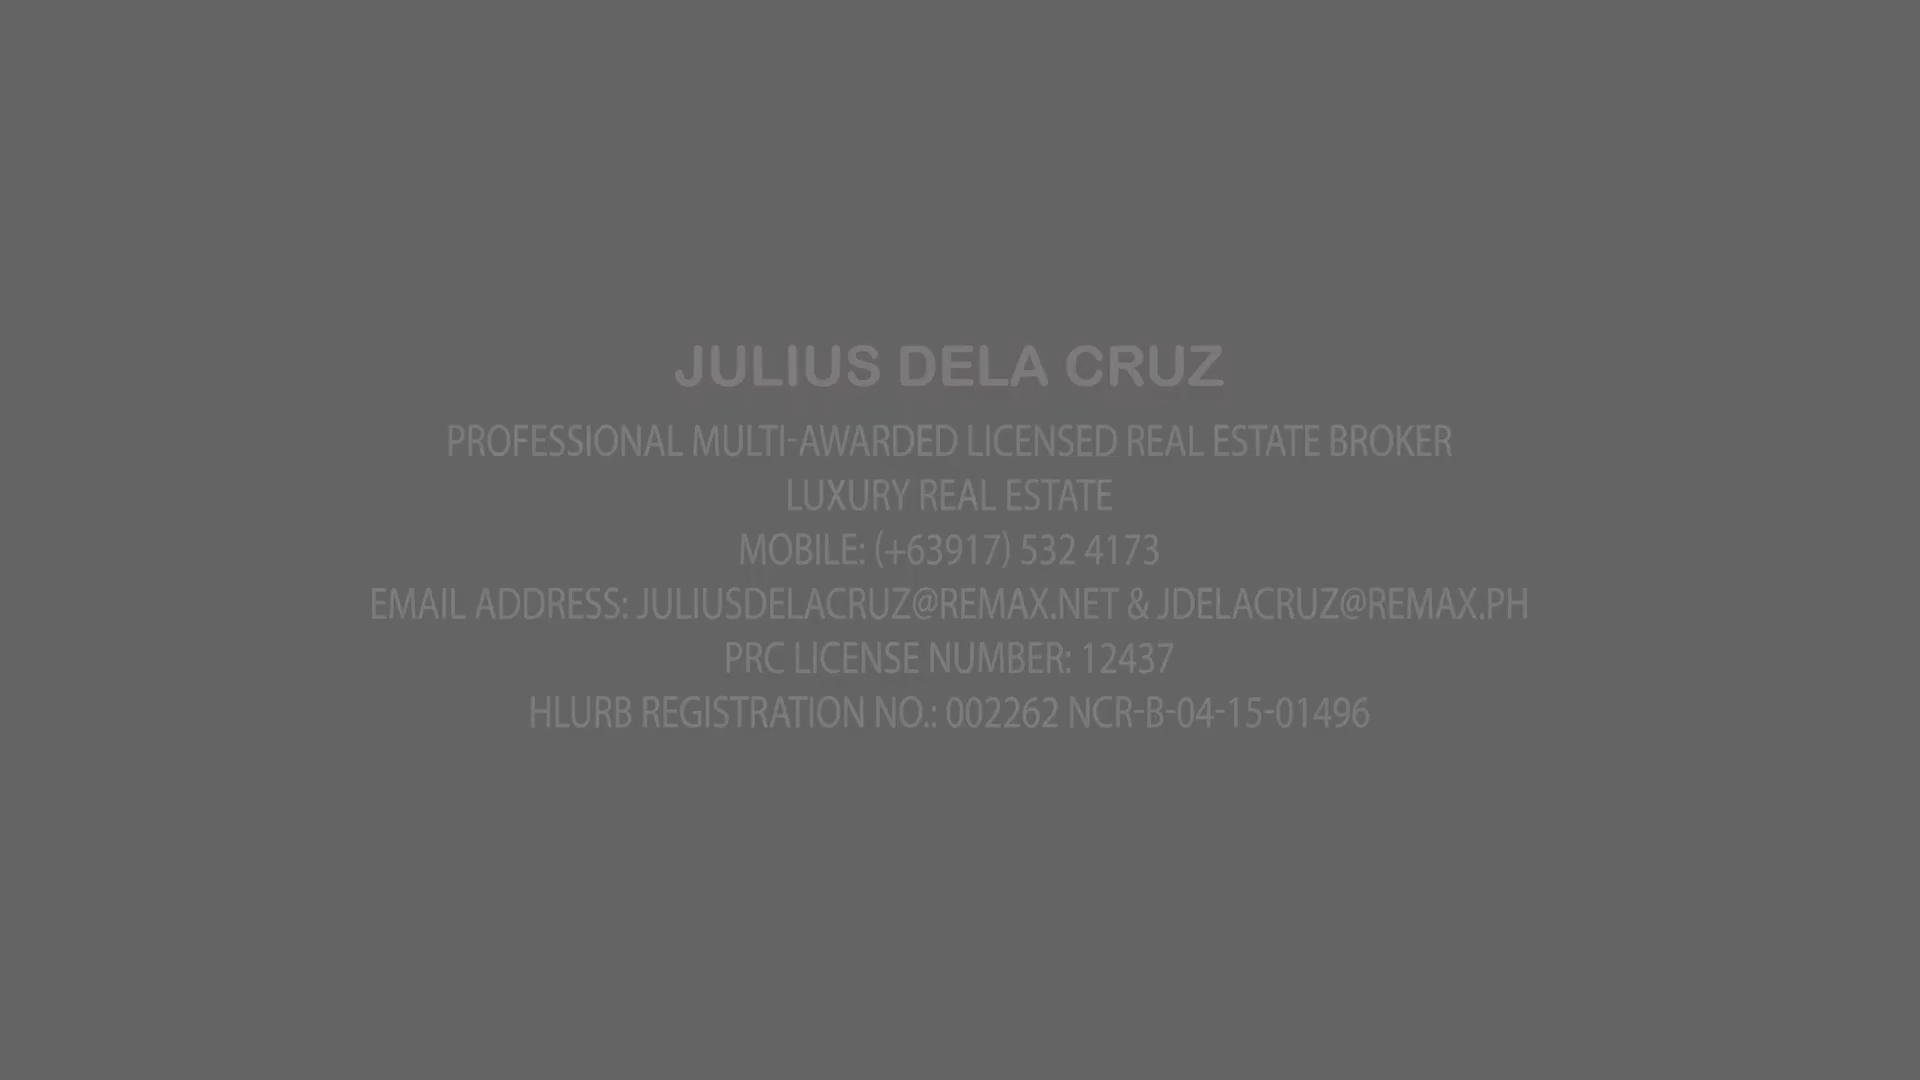 JULIUS DELA CRUZ
PROFESSIONAL MULTI-AWARDED LICENSED REAL ESTATE BROKER
LUXURY REAL ESTATE
MOBILE: (+63917) 532 4173
EMAIL ADDRESS: JULIUSDELACRUZ@REMAX.NET & JDELACRUZ@REMAX.PH
PRC LICENSE NUMBER: 12437
HLURB REGISTRATION NO.: 002262 NCR-B-04-15-01496